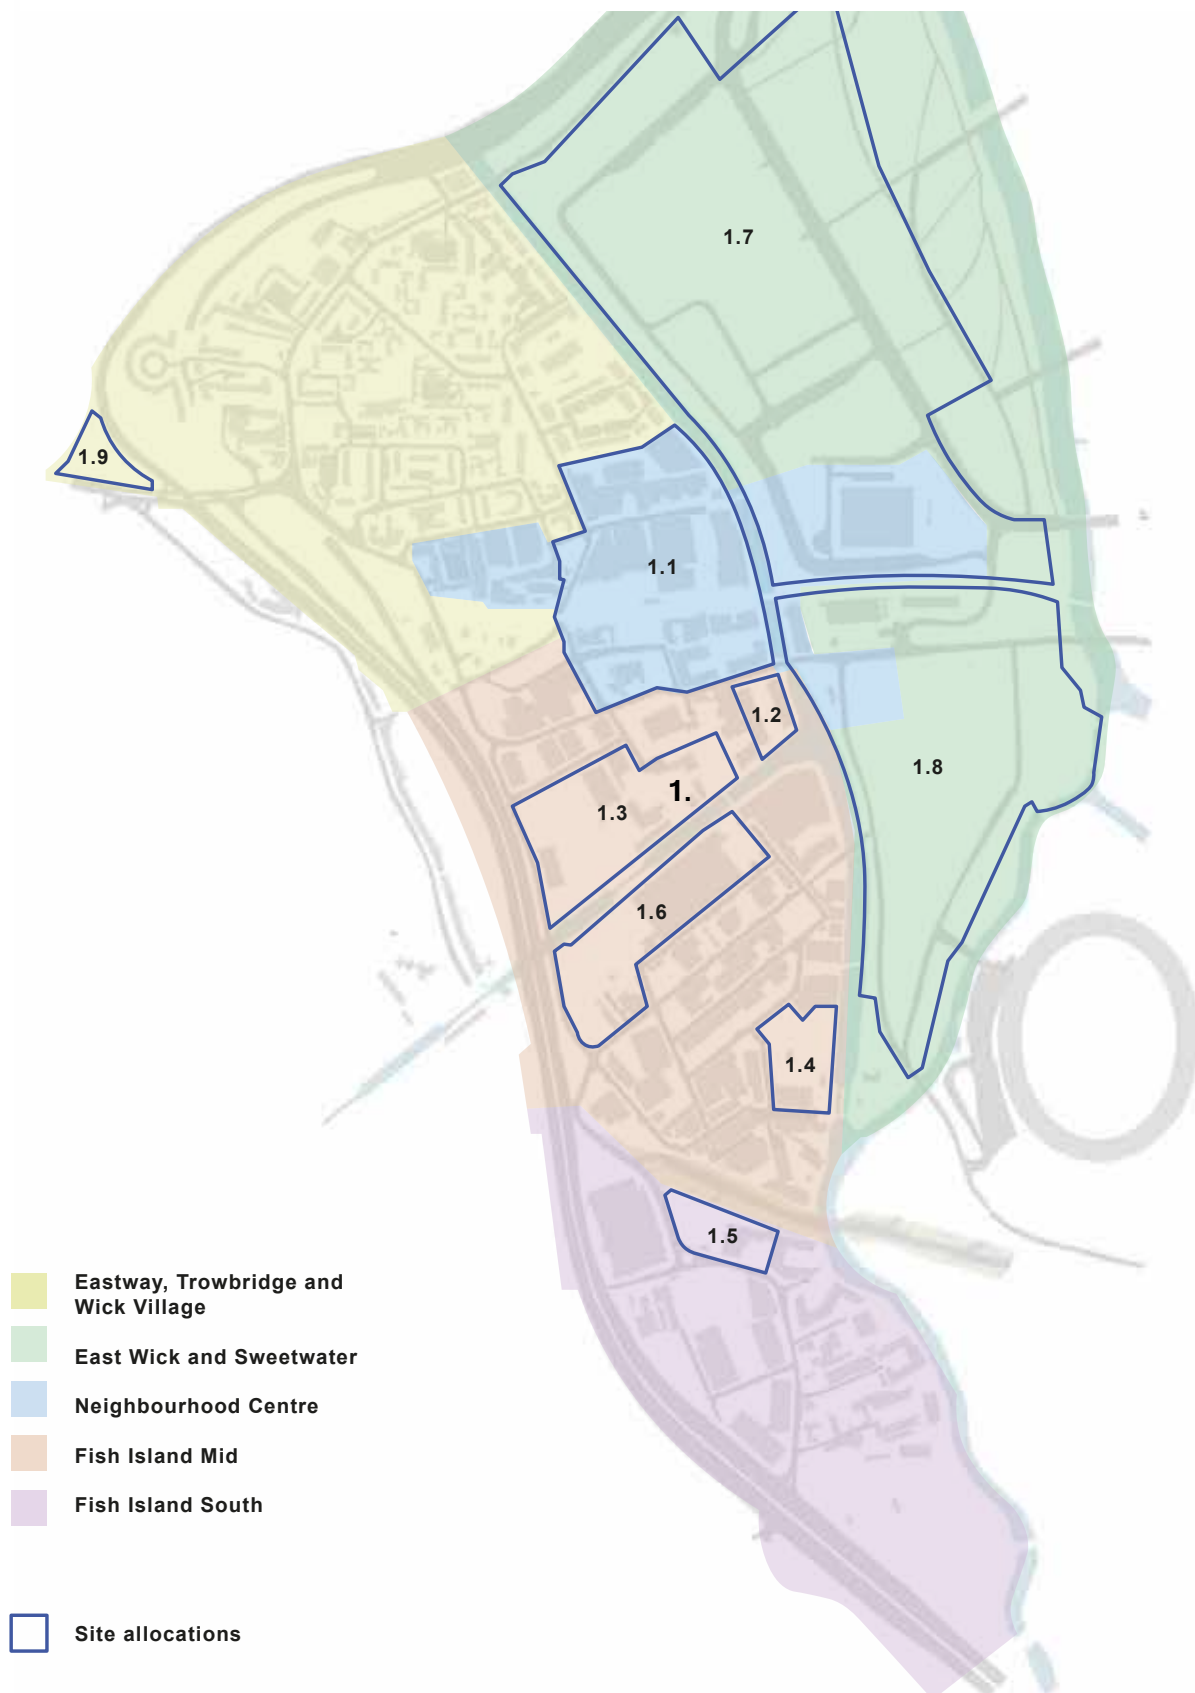 1.7
1.9
1.1
1.2
1.8
1.
1.3
1.6
1.4
1.5
Eastway, Trowbridge and
Wick Village
East Wick and Sweetwater
Neighbourhood Centre
Fish Island Mid
Fish Island South
Site allocations